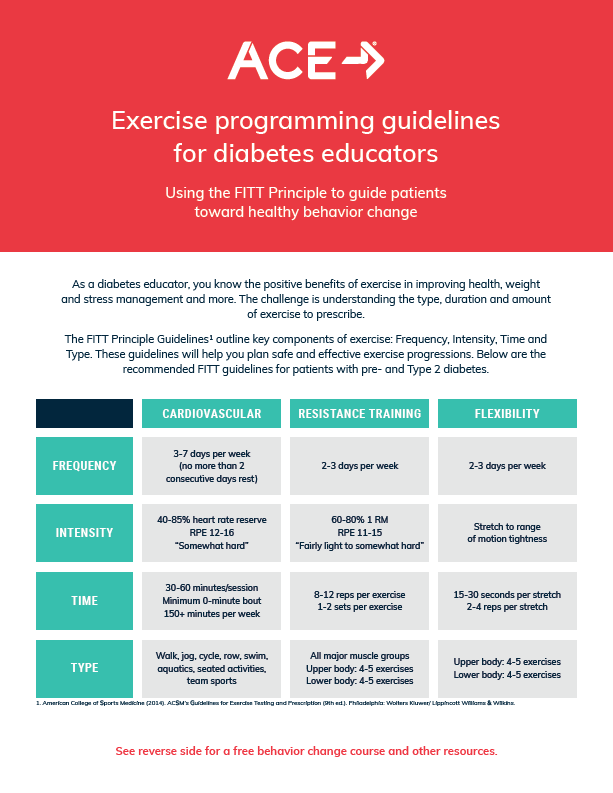 ACE
Exercise programming guidelines
for diabetes educators
Using the FITT Principle to guide patients
toward healthy behavior change
As a diabetes educator, you know the positive benefits of exercise in improving health, weight
and stress management and more. The challenge is understanding the type, duration and amount
of exercise to prescribe.
The FITT Principle Guidelines¹ outline key components of exercise: Frequency, Intensity, Time and
Type. These guidelines will help you plan safe and effective exercise progressions. Below are the
recommended FITT guidelines for patients with pre- and Type 2 diabetes.
CARDIOVASCULAR RESISTANCE TRAINING FLEXIBILITY
FREQUENCY
3-7 days per week
(no more than 2
consecutive days rest)
2-3 days per week
2-3 days per week
INTENSITY
40-85% heart rate reserve
RPE 12-16
“Somewhat hard”
60-80% 1 RM
RPE 11-15
“Fairly light to somewhat hard”
Stretch to range
of motion tightness
TIME
30-60 minutes/session
Minimum 0-minute bout
150+ minutes per week
8-12 reps per exercise
1-2 sets per exercise
15-30 seconds per stretch
2-4 reps per stretch
TYPE
Walk, jog, cycle, row, swim,
aquatics, seated activities,
team sports
All major muscle groups
Upper body: 4-5 exercises
Lower body: 4-5 exercises
Upper body: 4-5 exercises
Lower body: 4-5 exercises
1. American College of Sports Medicine (2014). ACSM's Guidelines for Exercise Testing and Prescription (9th ed.). Philadelphia: Wolters Kluwer/ Lippincott Williams & Wilkins.
See reverse side for a free behavior change course and other resources.